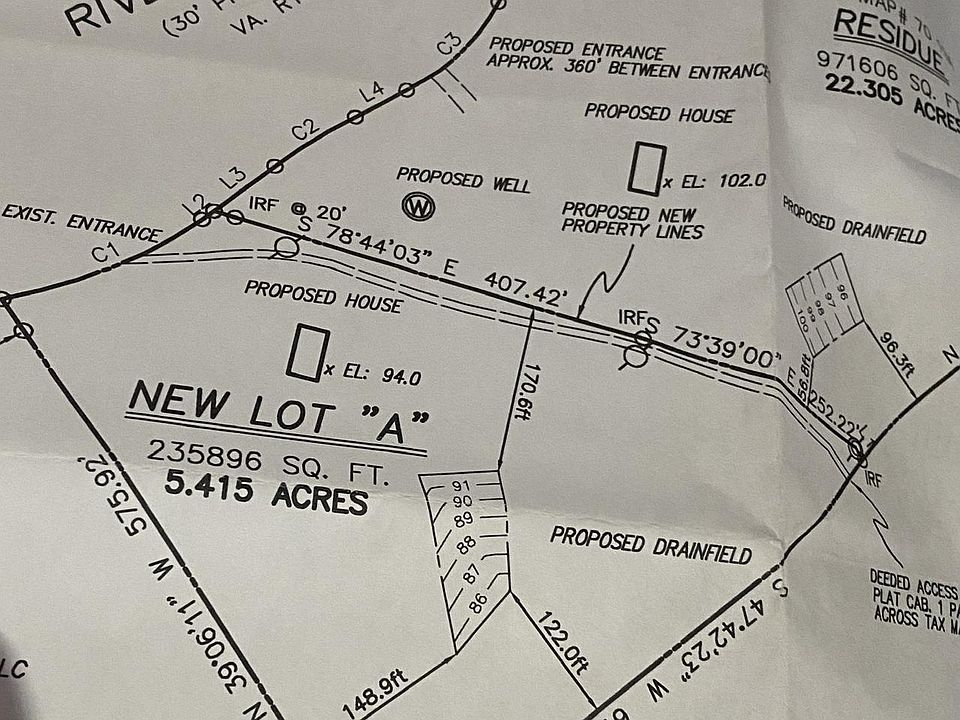 (30'
VA.
MAP# 70
RESIDUE
971606 SQ. FT
22.305 ACRES
C3
PROPOSED ENTRANCE
APPROX. 360' BETWEEN ENTRANCE
L4
C2
PROPOSED HOUSE
x EL: 102.0
L3
PROPOSED WELL
W
L2
IRF @ 20'
PROPOSED NEW
PROPERTY LINES
PROPOSED DRAINFIELD
EXIST. ENTRANCE
C1
S 78°44'03" E 407.42'
96
97
98
99
100
96.3ft
56.8ft
N
PROPOSED HOUSE
x EL: 94.0
IRF
S 73°39'00" E 252.22'
IRF
170.6ft
NEW LOT "A"
235896 SQ. FT.
5.415 ACRES
91
90
89
88
87
86
PROPOSED DRAINFIELD
DEEDED ACCESS
PLAT CAB. 1
ACROSS TAX
N 39°06'11" W 575.92'
S 47°42'23" W
122.0ft
148.9ft
LC